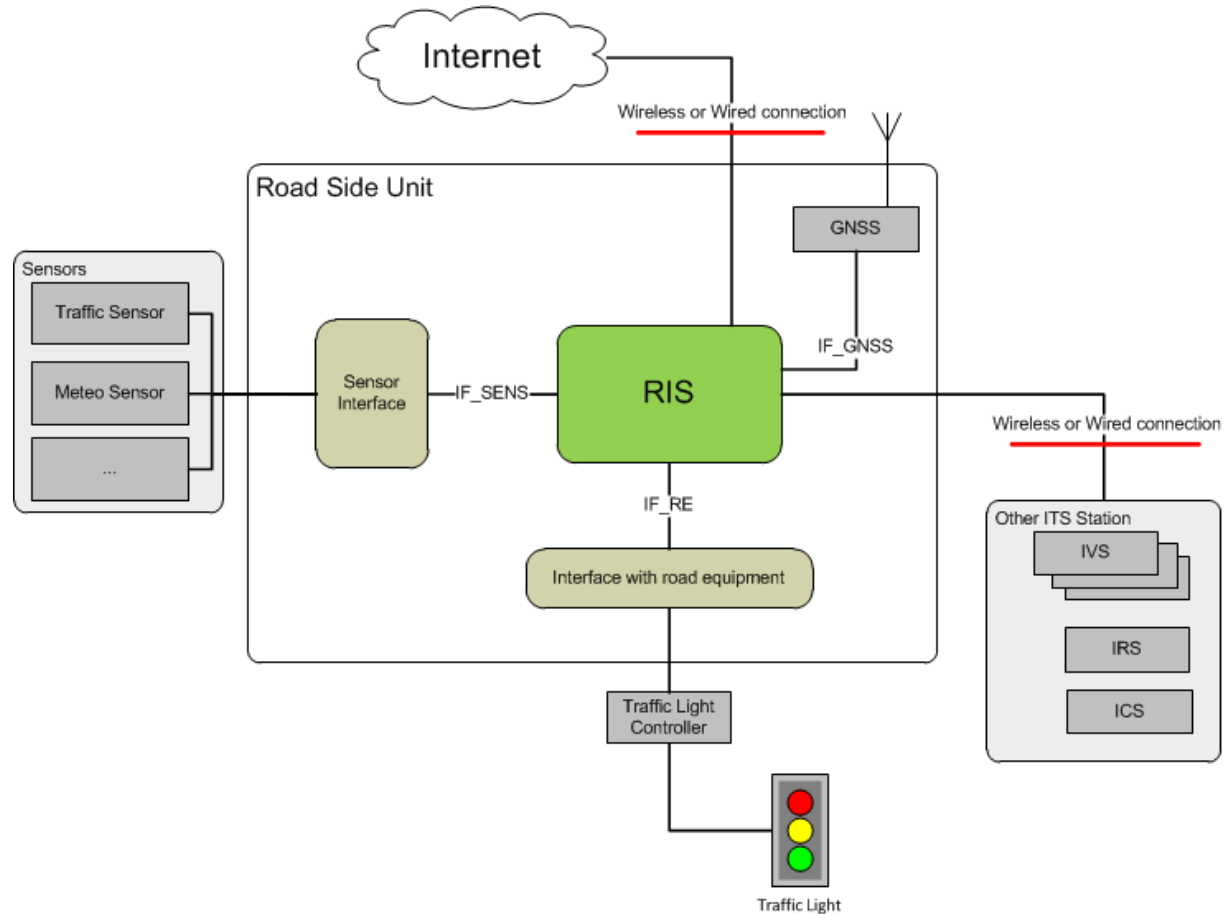 Internet
Wireless or Wired connection
Road Side Unit
GNSS
Sensors
Traffic Sensor
Meteo Sensor
...
Sensor
Interface
IF_SENS
RIS
IF_GNSS
Wireless or Wired connection
IF_RE
Interface with road equipment
Other ITS Station
IVS
IRS
ICS
Traffic Light
Controller
Traffic Light